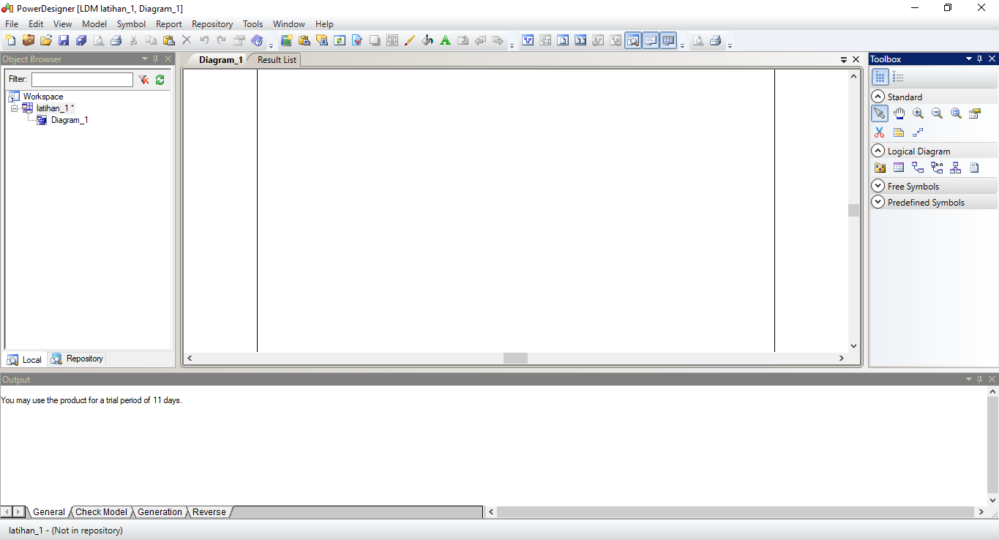 PowerDesigner [LDM latihan_1, Diagram_1]
File Edit View Model Symbol Report Repository Tools Window Help
Object Browser
Diagram_1 Result List
Toolbox
Filter:
Workspace
latihan_1 *
Diagram_1
Standard
Logical Diagram
Free Symbols
Predefined Symbols
Local Repository
Output
You may use the product for a trial period of 11 days.
General Check Model Generation Reverse
latihan_1 - (Not in repository)